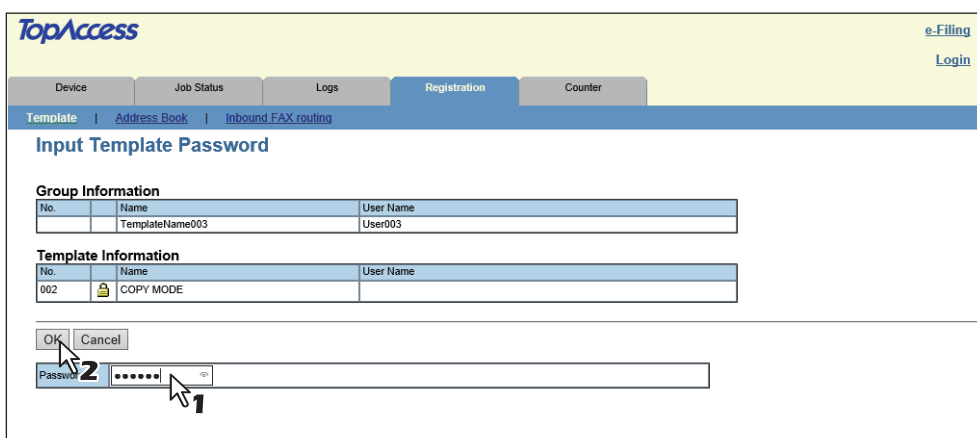 TopAccess
e-Filing
Login
Device Job Status Logs Registration Counter
Template | Address Book | Inbound FAX routing
Input Template Password
Group Information
No. Name User Name
TemplateName003 User003
Template Information
No. Name User Name
002 COPY MODE
OK Cancel
2
Password ••••••
1